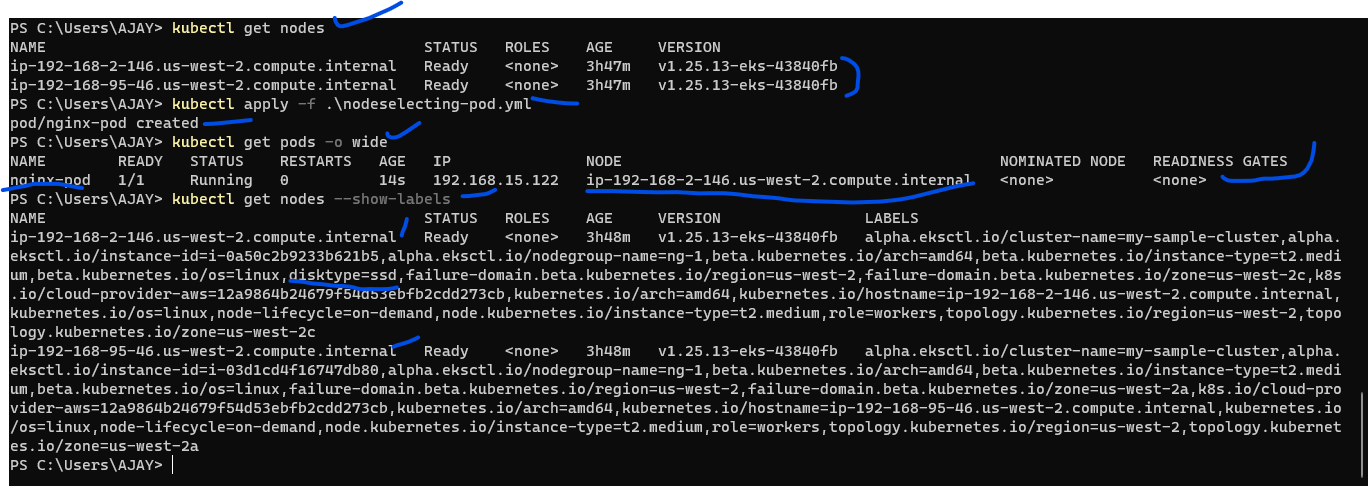 PS C:\Users\AJAY> kubectl get nodes
NAME STATUS ROLES AGE VERSION
ip-192-168-2-146.us-west-2.compute.internal Ready <none> 3h47m v1.25.13-eks-43840fb
ip-192-168-95-46.us-west-2.compute.internal Ready <none> 3h47m v1.25.13-eks-43840fb
PS C:\Users\AJAY> kubectl apply -f .\nodeselecting-pod.yml
pod/nginx-pod created
PS C:\Users\AJAY> kubectl get pods -o wide
NAME READY STATUS RESTARTS AGE IP NODE NOMINATED NODE READINESS GATES
nginx-pod 1/1 Running 0 14s 192.168.15.122 ip-192-168-2-146.us-west-2.compute.internal <none> <none>
PS C:\Users\AJAY> kubectl get nodes --show-labels
NAME STATUS ROLES AGE VERSION LABELS
ip-192-168-2-146.us-west-2.compute.internal Ready <none> 3h48m v1.25.13-eks-43840fb alpha.eksctl.io/cluster-name=my-sample-cluster,alpha.
eksctl.io/instance-id=i-0a50c2b9233b621b5,alpha.eksctl.io/nodegroup-name=ng-1,beta.kubernetes.io/arch=amd64,beta.kubernetes.io/instance-type=t2.medi
um,beta.kubernetes.io/os=linux,disktype=ssd,failure-domain.beta.kubernetes.io/region=us-west-2,failure-domain.beta.kubernetes.io/zone=us-west-2c,k8s
.io/cloud-provider-aws=12a9864b24679f54d53ebfb2cdd273cb,kubernetes.io/arch=amd64,kubernetes.io/hostname=ip-192-168-2-146.us-west-2.compute.internal,
kubernetes.io/os=linux,node-lifecycle=on-demand,node.kubernetes.io/instance-type=t2.medium,role=workers,topology.kubernetes.io/region=us-west-2,topo
logy.kubernetes.io/zone=us-west-2c
ip-192-168-95-46.us-west-2.compute.internal Ready <none> 3h48m v1.25.13-eks-43840fb alpha.eksctl.io/cluster-name=my-sample-cluster,alpha.
eksctl.io/instance-id=i-03d1cd4f16747db80,alpha.eksctl.io/nodegroup-name=ng-1,beta.kubernetes.io/arch=amd64,beta.kubernetes.io/instance-type=t2.medi
um,beta.kubernetes.io/os=linux,failure-domain.beta.kubernetes.io/region=us-west-2,failure-domain.beta.kubernetes.io/zone=us-west-2a,k8s.io/cloud-pro
vider-aws=12a9864b24679f54d53ebfb2cdd273cb,kubernetes.io/arch=amd64,kubernetes.io/hostname=ip-192-168-95-46.us-west-2.compute.internal,kubernetes.io
/os=linux,node-lifecycle=on-demand,node.kubernetes.io/instance-type=t2.medium,role=workers,topology.kubernetes.io/region=us-west-2,topology.kubernet
es.io/zone=us-west-2a
PS C:\Users\AJAY>